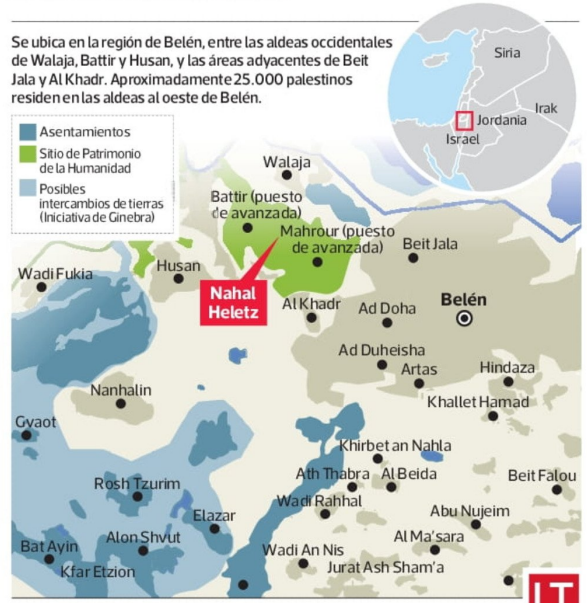 Se ubica en la región de Belén, entre las aldeas occidentales
de Walaja, Battir y Husan, y las áreas adyacentes de Beit
Jala y Al Khadr. Aproximadamente 25.000 palestinos
residen en las aldeas al oeste de Belén.
Siria
Irak
Jordania
Israel
Asentamientos
Sitio de Patrimonio
de la Humanidad
Posibles
intercambios de tierras
(Iniciativa de Ginebra)
Walaja
Battir (puesto
de avanzada)
Mahrour (puesto
de avanzada)
Beit Jala
Wadi Fukia
Husan
Nahal
Heletz
Al Khadr
Ad Doha
Belén
Ad Duheisha
Artas
Hindaza
Nanhalin
Khallet Hamad
Gvaot
Khirbet an Nahla
Rosh Tzurim
Ath Thabra
Al Beida
Beit Falou
Wadi Rahhal
Elazar
Abu Nujeim
Bat Ayin
Alon Shvut
Al Ma'sara
Wadi An Nis
Kfar Etzion
Jurat Ash Sham'a
LT